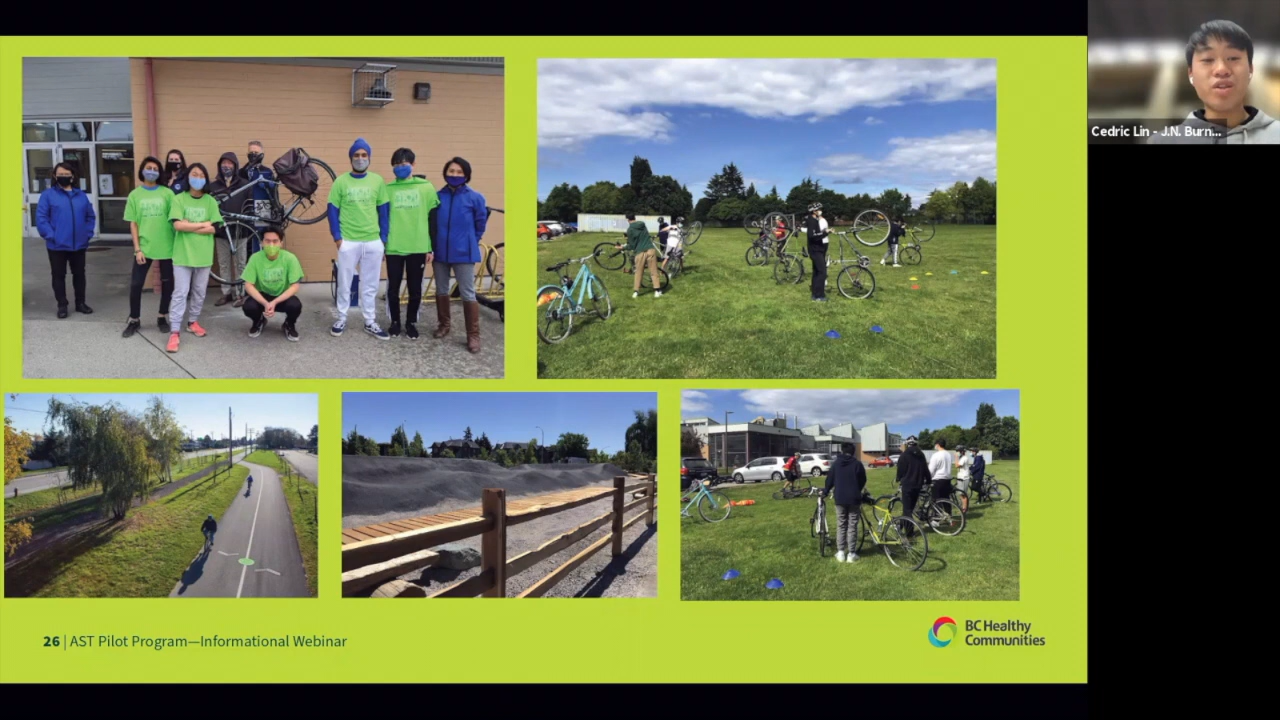 Cedric Lin - J.N. Burn...
26 | AST Pilot Program—Informational Webinar
BC Healthy
Communities